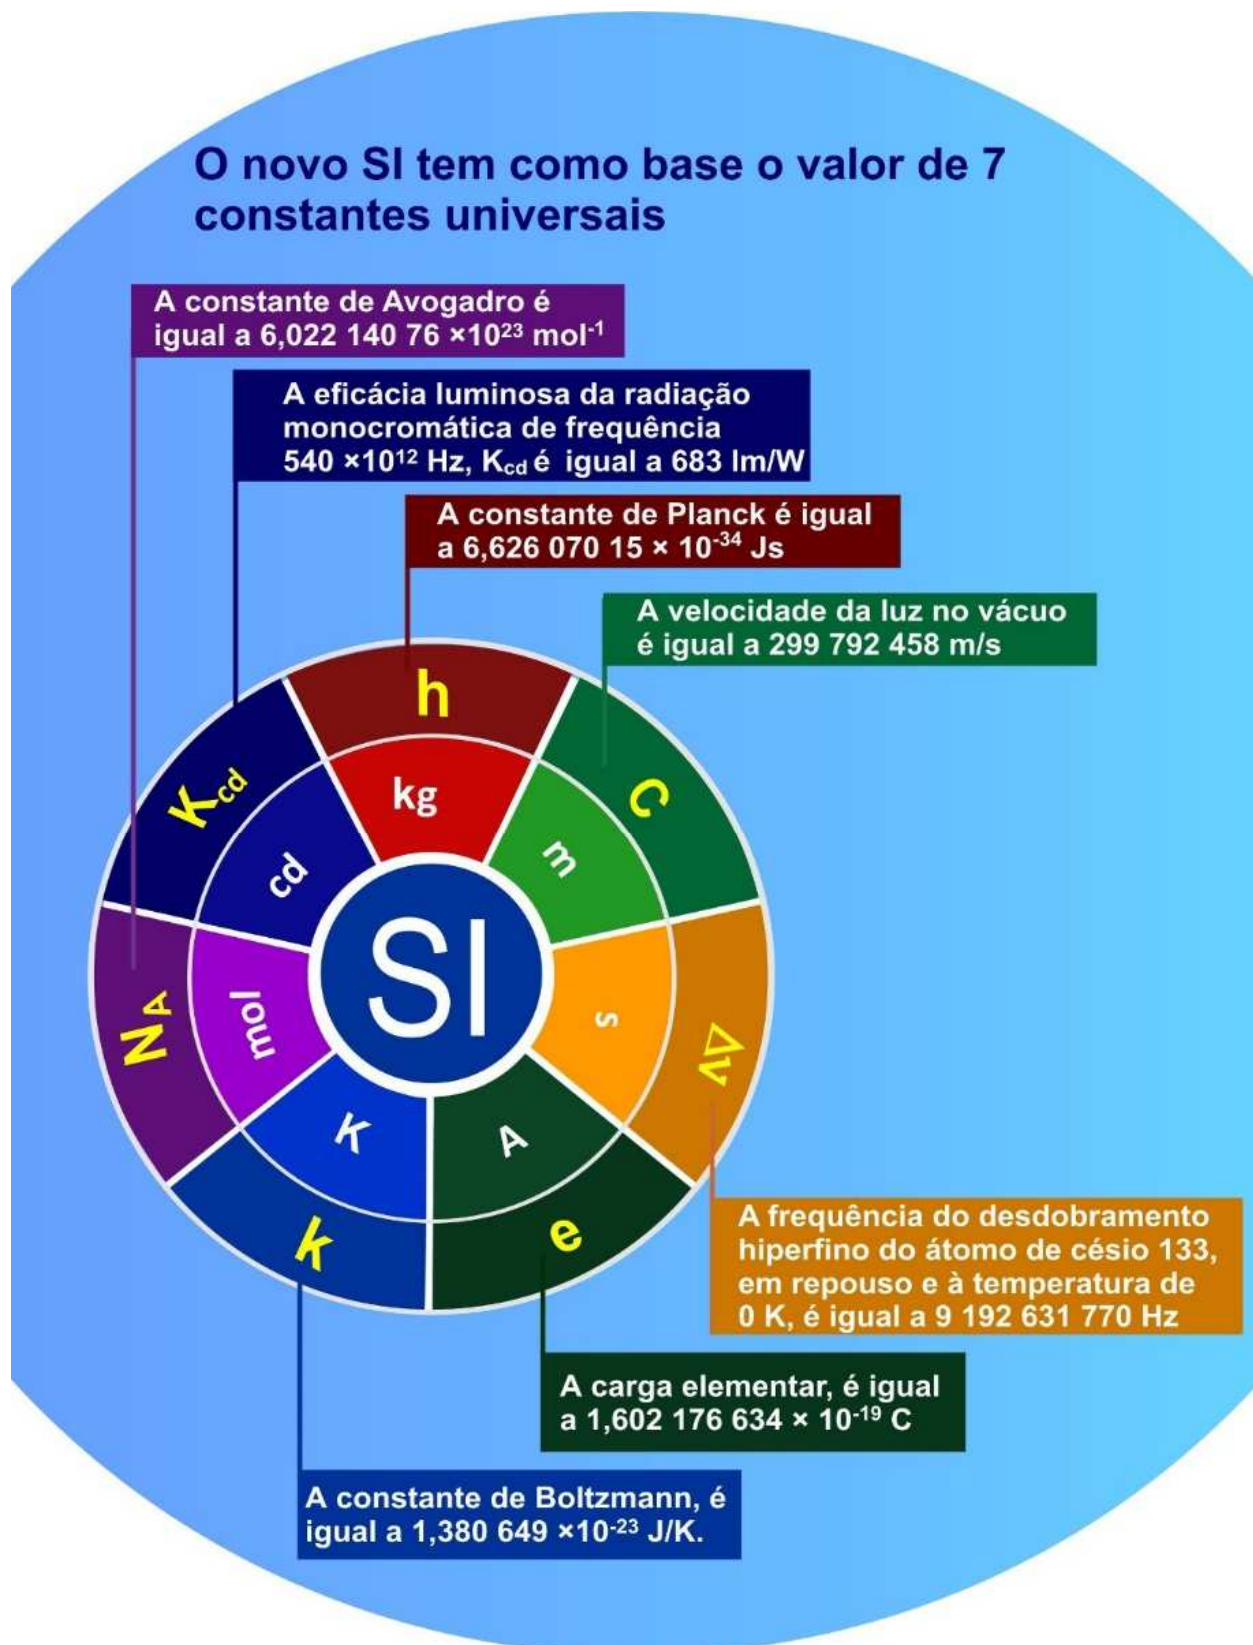 O novo SI tem como base o valor de 7
constantes universais
A constante de Avogadro é
igual a 6,022 140 76 ×10²³ mol⁻¹
A eficácia luminosa da radiação
monocromática de frequência
540 ×10¹² Hz, Kcd é igual a 683 lm/W
A constante de Planck é igual
a 6,626 070 15 × 10⁻³⁴ Js
A velocidade da luz no vácuo
é igual a 299 792 458 m/s
h
kg
Kcd
cd
C
m
SI
NA
mol
s
Δν
K
k
A
e
A frequência do desdobramento
hiperfino do átomo de césio 133,
em repouso e à temperatura de
0 K, é igual a 9 192 631 770 Hz
A carga elementar, é igual
a 1,602 176 634 × 10⁻¹⁹ C
A constante de Boltzmann, é
igual a 1,380 649 ×10⁻²³ J/K.